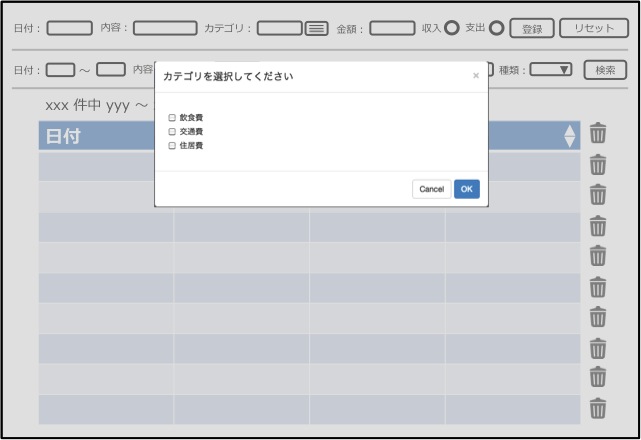 日付： 内容： カテゴリ： 金額： 収入 支出 登録 リセット
日付： ～ 内容 種類： 検索
カテゴリを選択してください ×
xxx 件中 yyy ～
飲食費
交通費
住居費
日付
Cancel OK